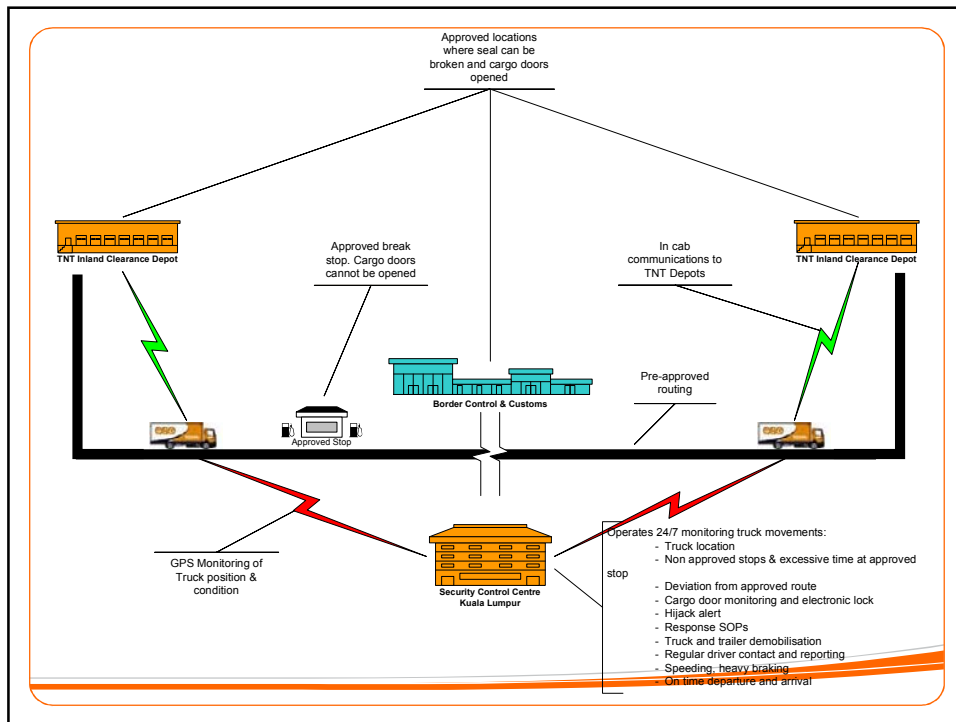 Approved locations
where seal can be
broken and cargo doors
opened
TNT Inland Clearance Depot
TNT Inland Clearance Depot
Approved break
stop. Cargo doors
cannot be opened
In cab
communications to
TNT Depots
Border Control & Customs
Pre-approved
routing
Approved Stop
GPS Monitoring of
Truck position &
condition
Security Control Centre
Kuala Lumpur
Operates 24/7 monitoring truck movements:
- Truck location
- Non approved stops & excessive time at approved
stop
- Deviation from approved route
- Cargo door monitoring and electronic lock
- Hijack alert
- Response SOPs
- Truck and trailer demobilisation
- Regular driver contact and reporting
- Speeding, heavy braking
- On time departure and arrival